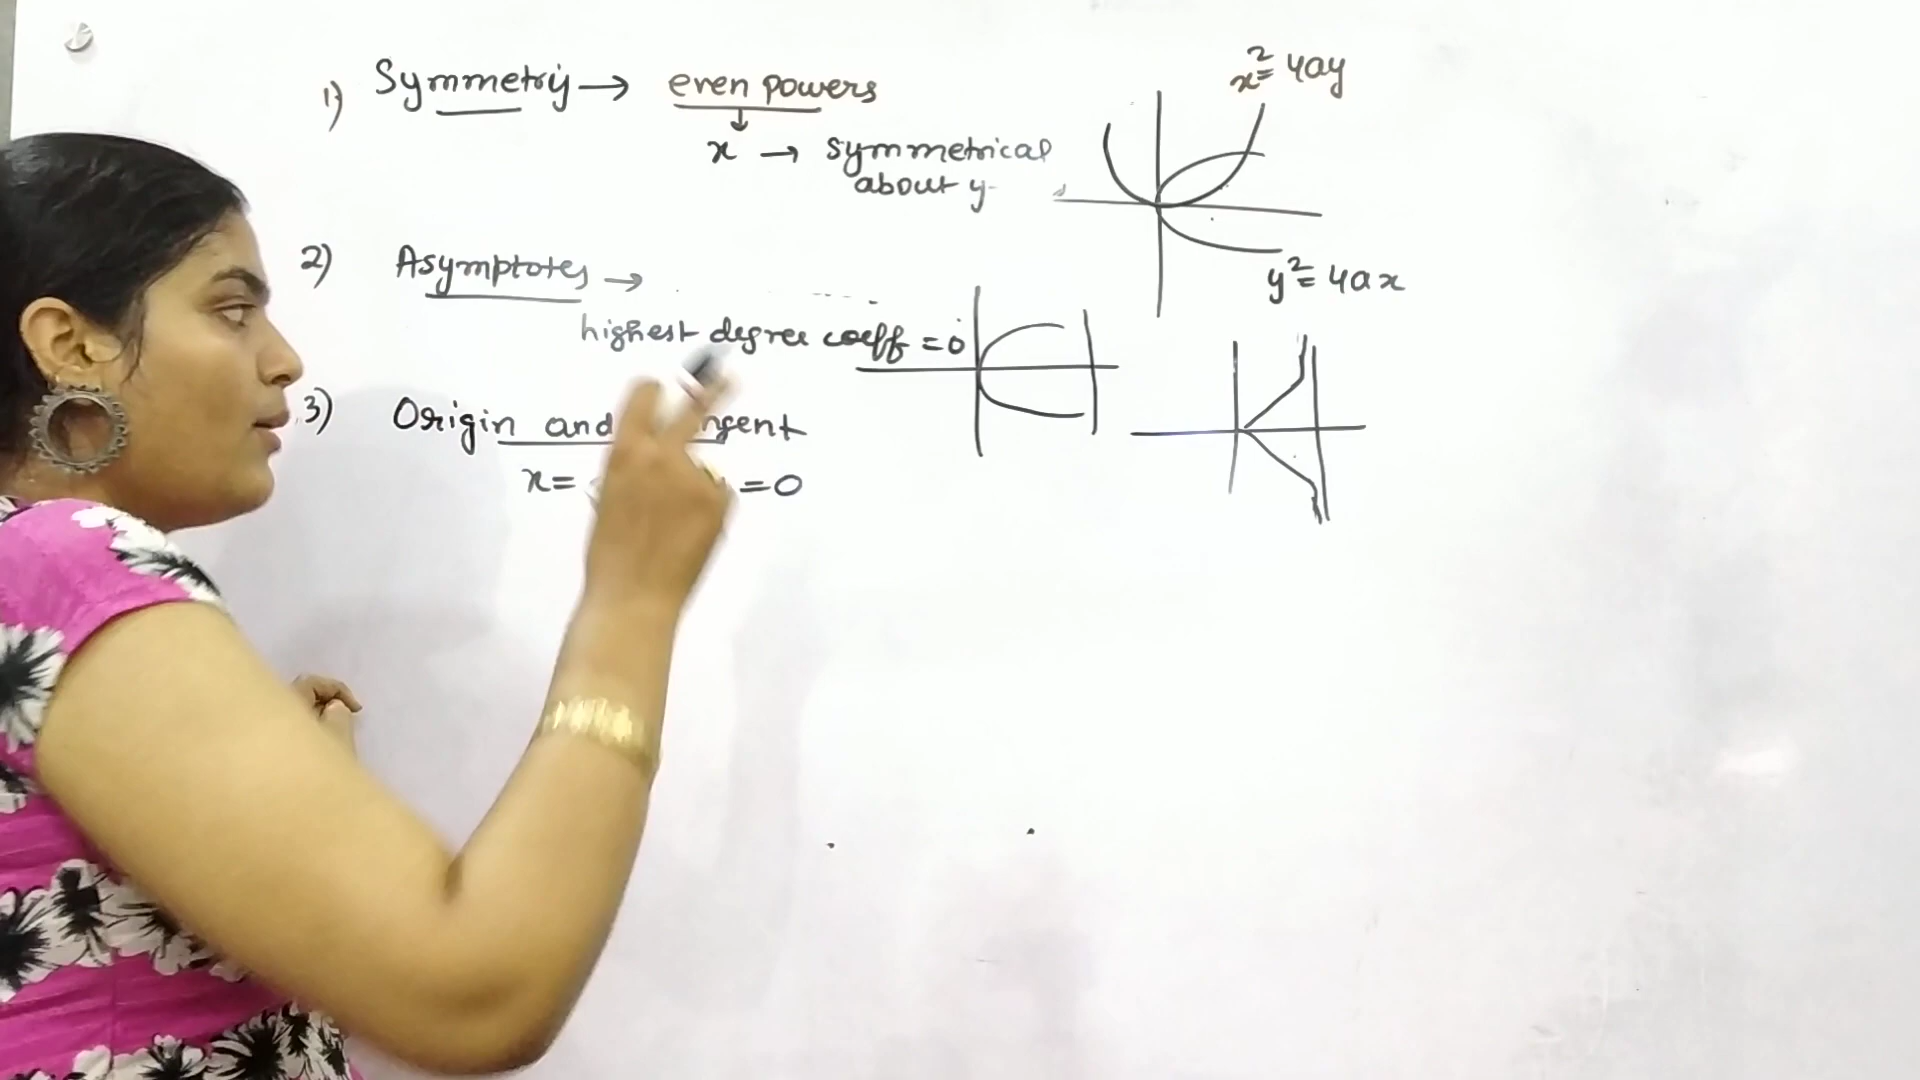 1) Symmetry → even powers
x → symmetrical
about y-
x² = 4ay
y² = 4ax
2) Asymptotes →
highest degree coeff = 0
3) Origin and
x= =0